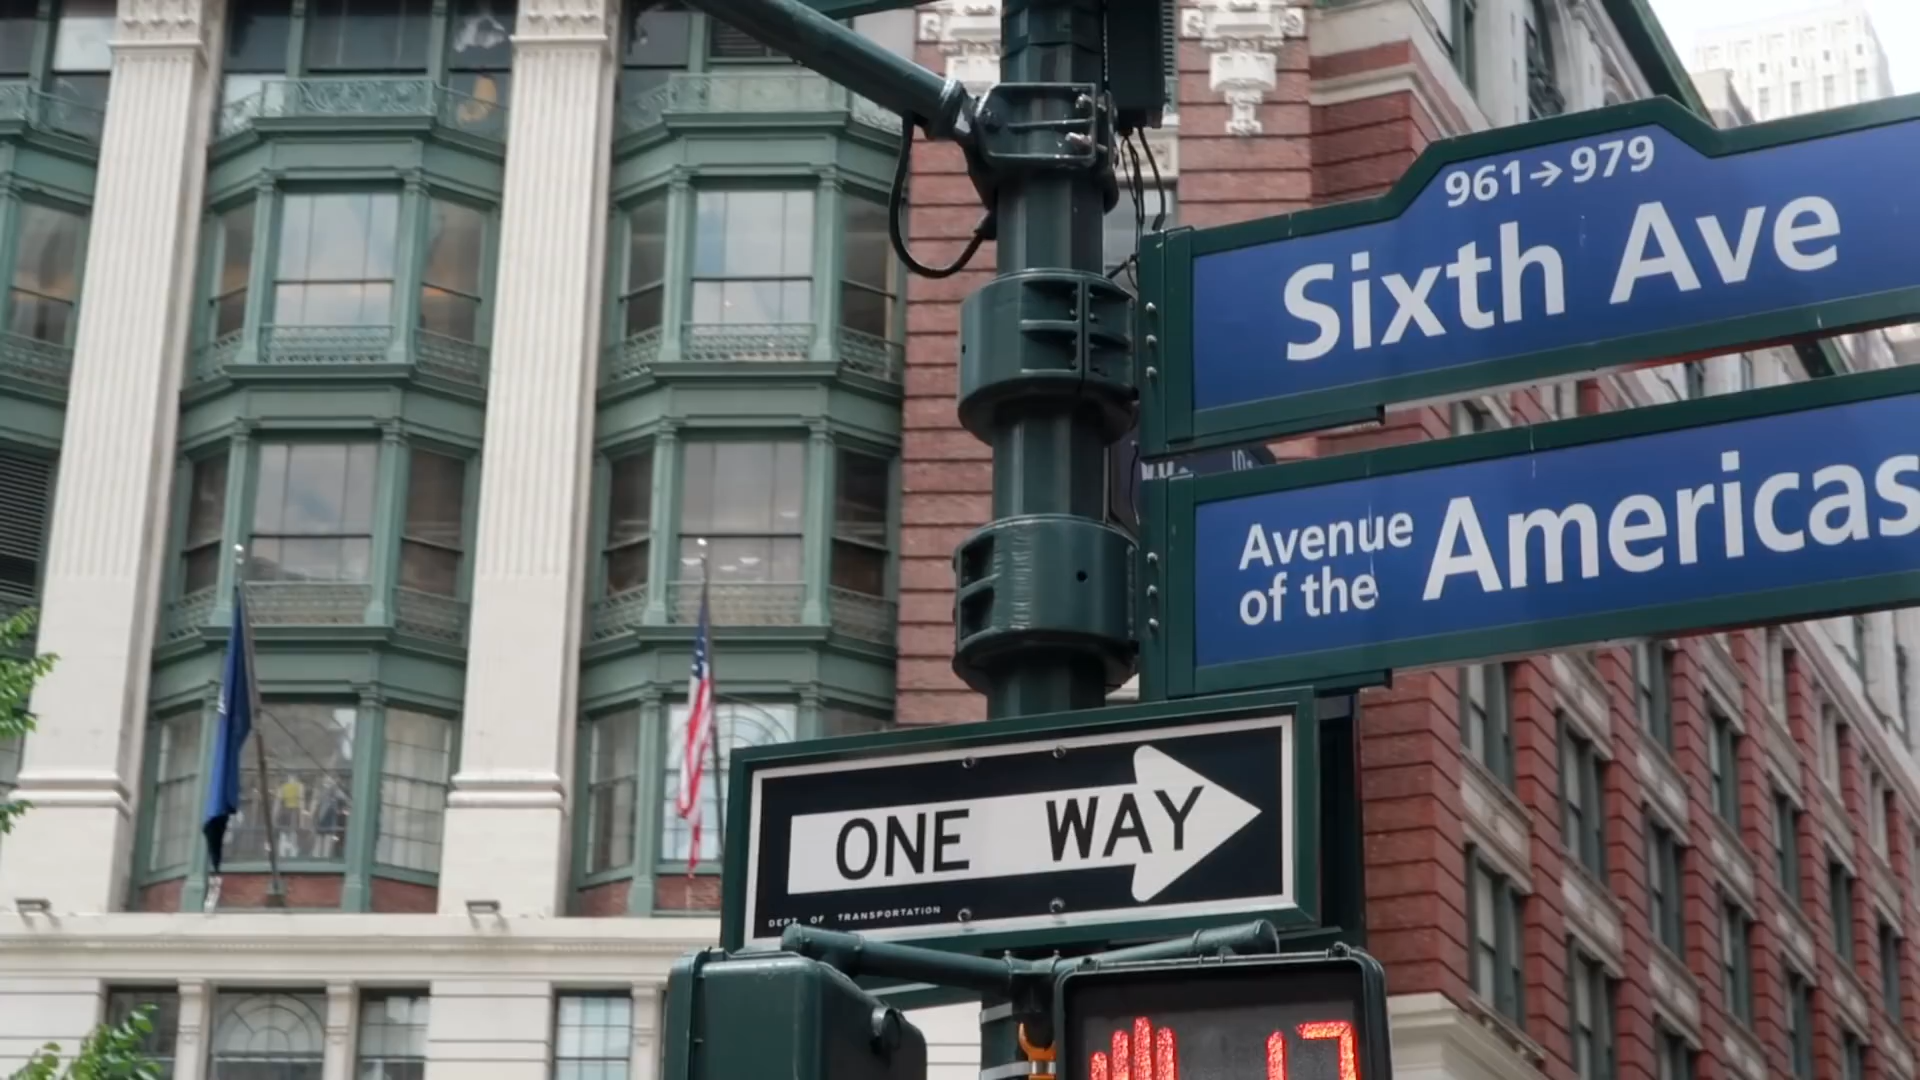 961→979
Sixth Ave
Avenue
of the
Americas
ONE WAY
DEPT. OF TRANSPORTATION
17